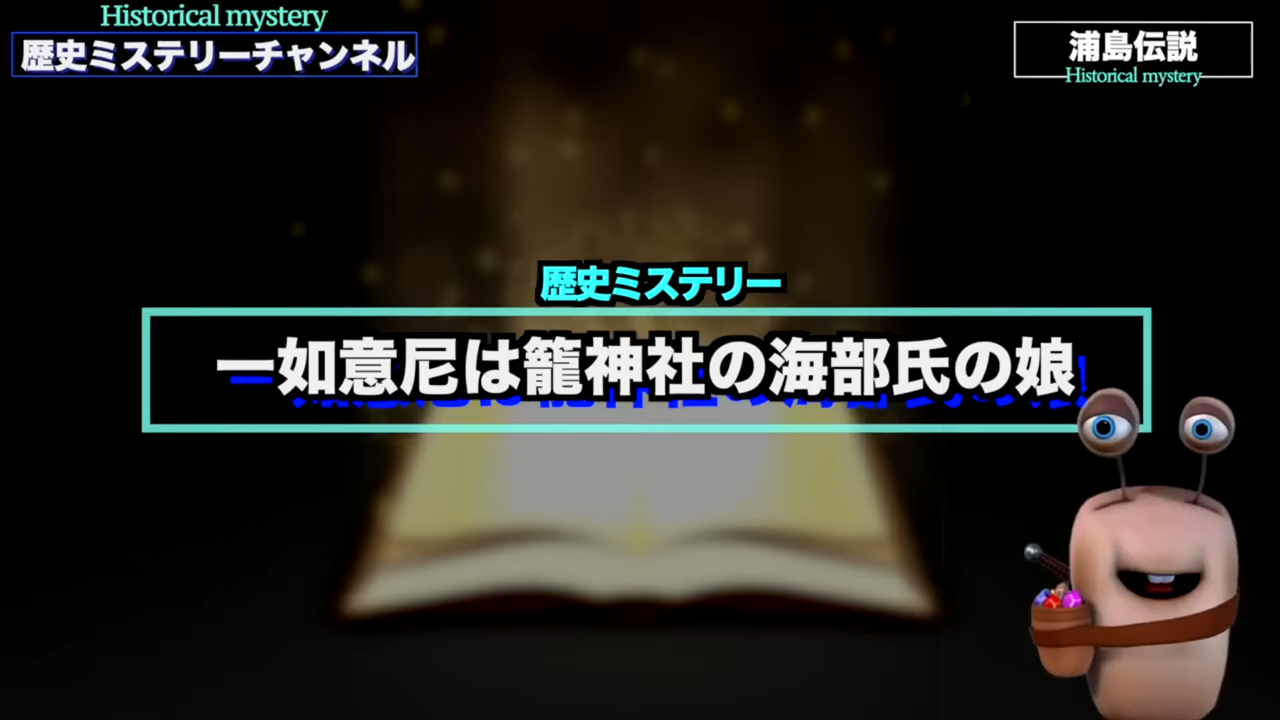 Historical mystery
歴史ミステリーチャンネル
浦島伝説
Historical mystery
歴史ミステリー
一如意尼は籠神社の海部氏の娘